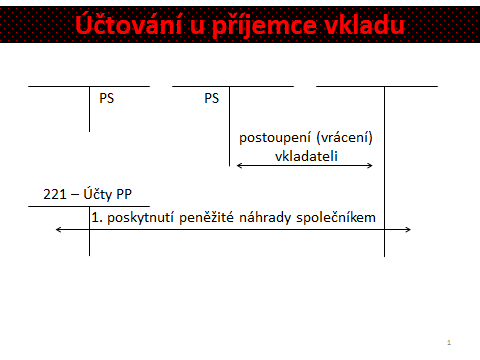 Účtování u příjemce vkladu
PS
PS
postoupení (vrácení)
vkladateli
221 – Účty PP
1. poskytnutí peněžité náhrady společníkem
1